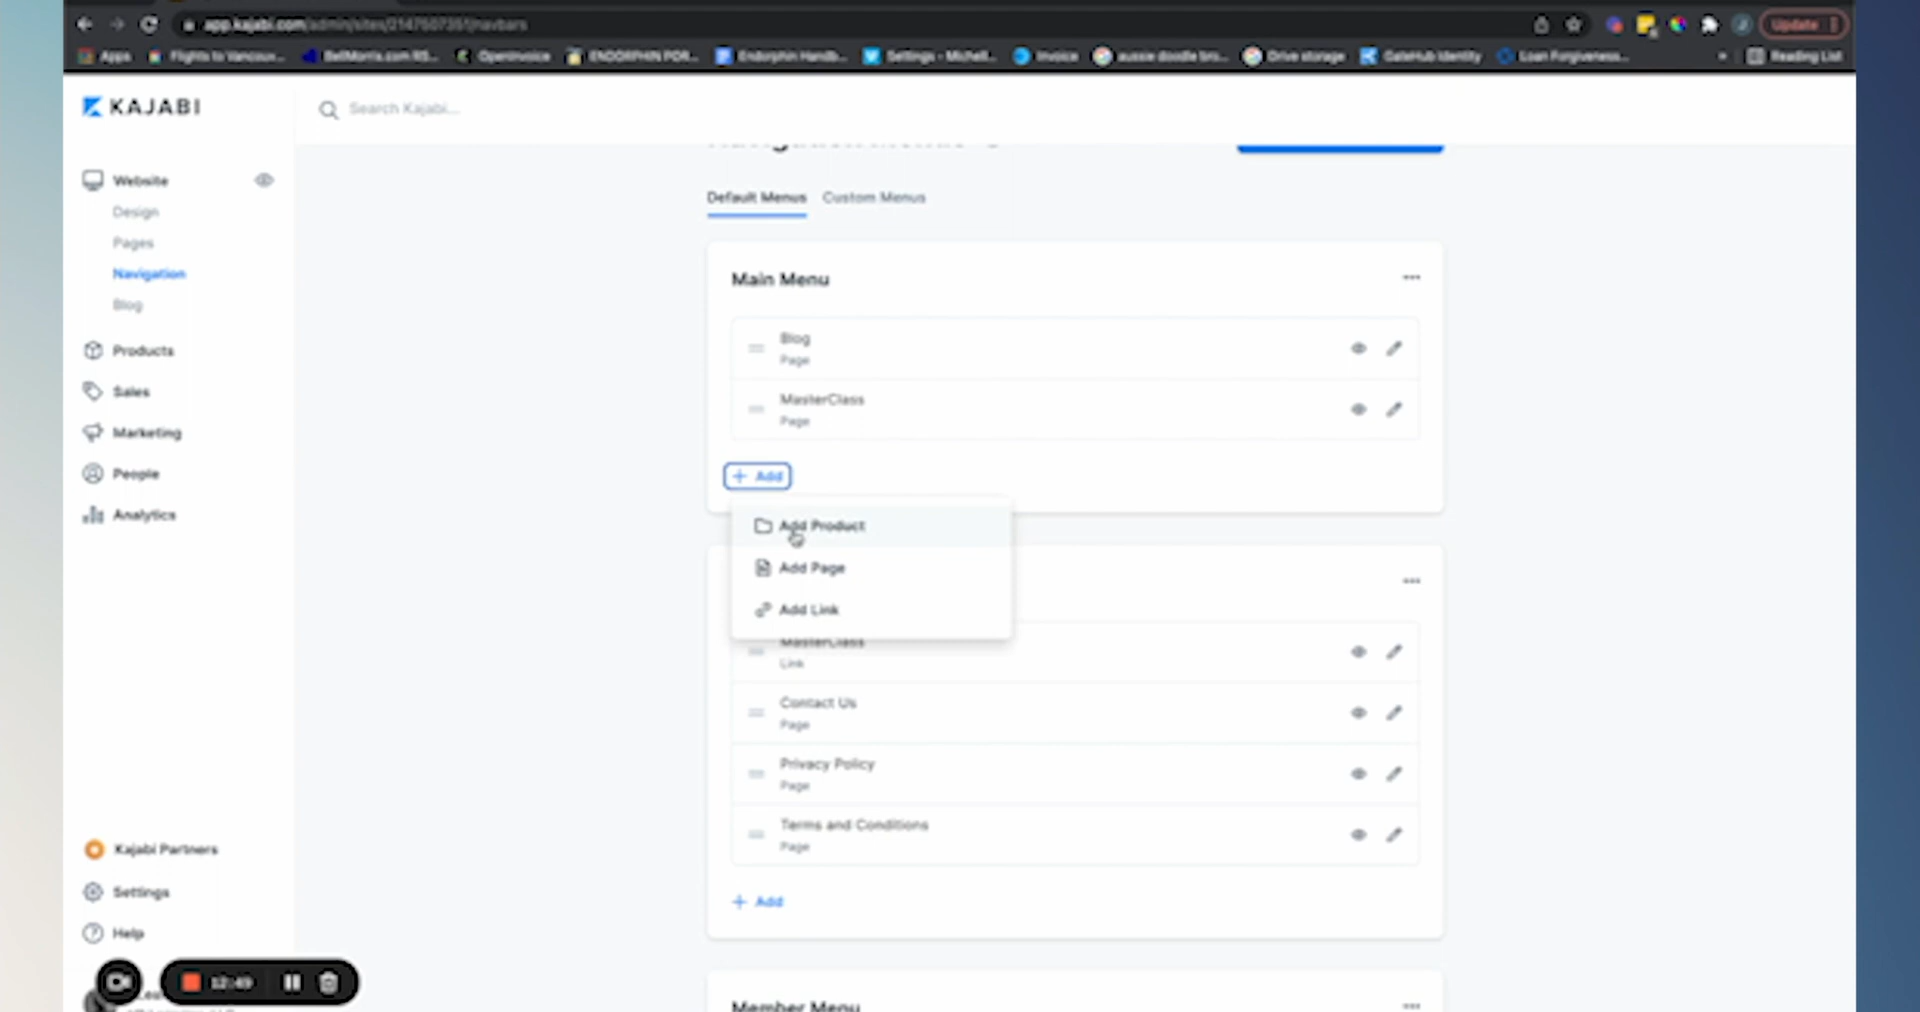 app.kajabi.com/admin/sites/2147507351/navbars
Update
Apps
Flights to Vancouv...
BellMorris.com RS...
OpenInvoice
ENDORPHIN POR...
Endorphin Handb...
Settings - Michell...
Invoice
aussie doodle bro...
Drive storage
GateHub Identity
Loan Forgiveness...
Reading List
KAJABI
Search Kajabi...
Website
Design
Pages
Navigation
Blog
Products
Sales
Marketing
People
Analytics
Kajabi Partners
Settings
Help
12:49
Default Menus
Custom Menus
Main Menu
Blog
Page
MasterClass
Page
+ Add
Add Product
Add Page
Add Link
MasterClass
Link
Contact Us
Page
Privacy Policy
Page
Terms and Conditions
Page
+ Add
Member Menu